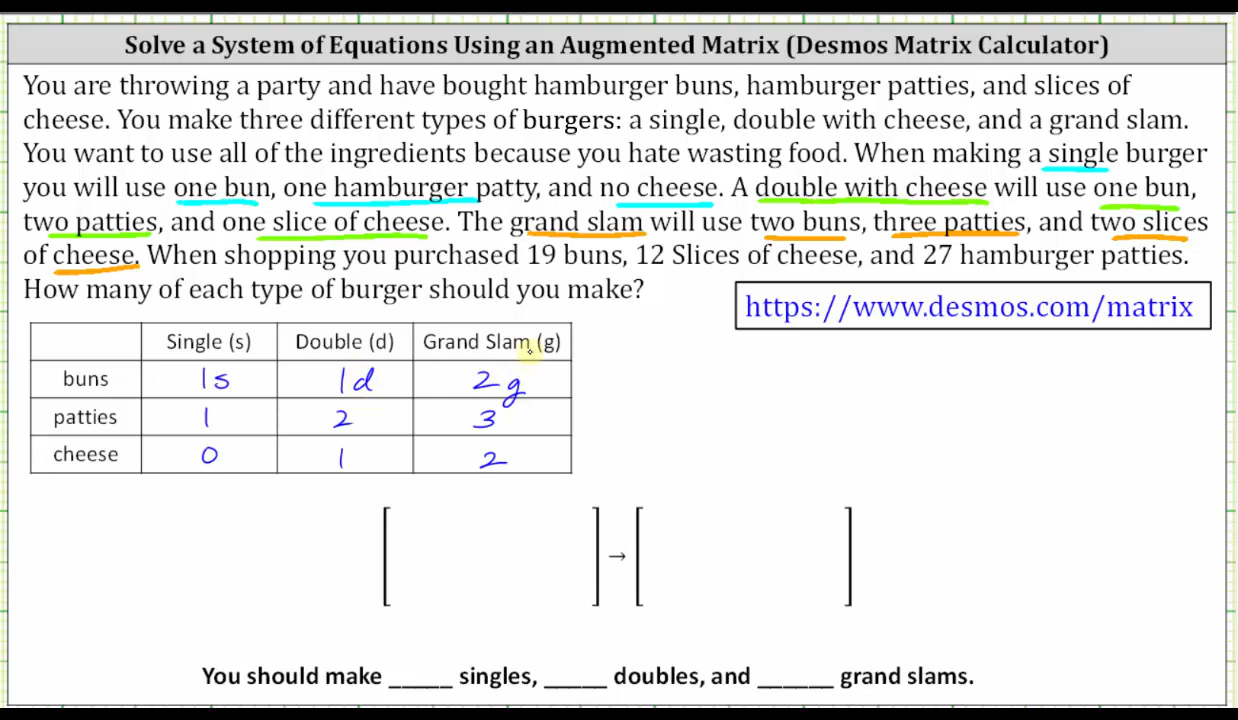 Solve a System of Equations Using an Augmented Matrix (Desmos Matrix Calculator)
You are throwing a party and have bought hamburger buns, hamburger patties, and slices of
cheese. You make three different types of burgers: a single, double with cheese, and a grand slam.
You want to use all of the ingredients because you hate wasting food. When making a single burger
you will use one bun, one hamburger patty, and no cheese. A double with cheese will use one bun,
two patties, and one slice of cheese. The grand slam will use two buns, three patties, and two slices
of cheese. When shopping you purchased 19 buns, 12 Slices of cheese, and 27 hamburger patties.
How many of each type of burger should you make?
https://www.desmos.com/matrix
Single (s) Double (d) Grand Slam (g)
buns 1s 1d 2g
patties 1 2 3
cheese 0 1 2
[ ] → [ ]
You should make _____ singles, _____ doubles, and ______ grand slams.